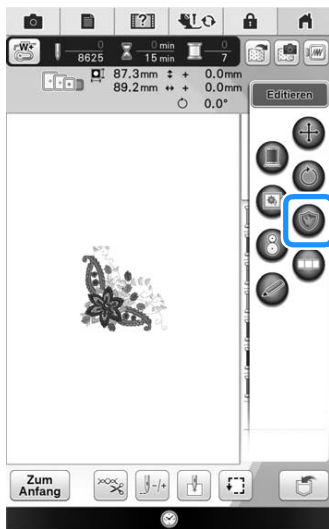 W+
0
8625
0 min
15 min
0
7
87.3mm + 0.0mm
89.2mm + 0.0mm
0.0°
Editieren
Zum
Anfang
-/+